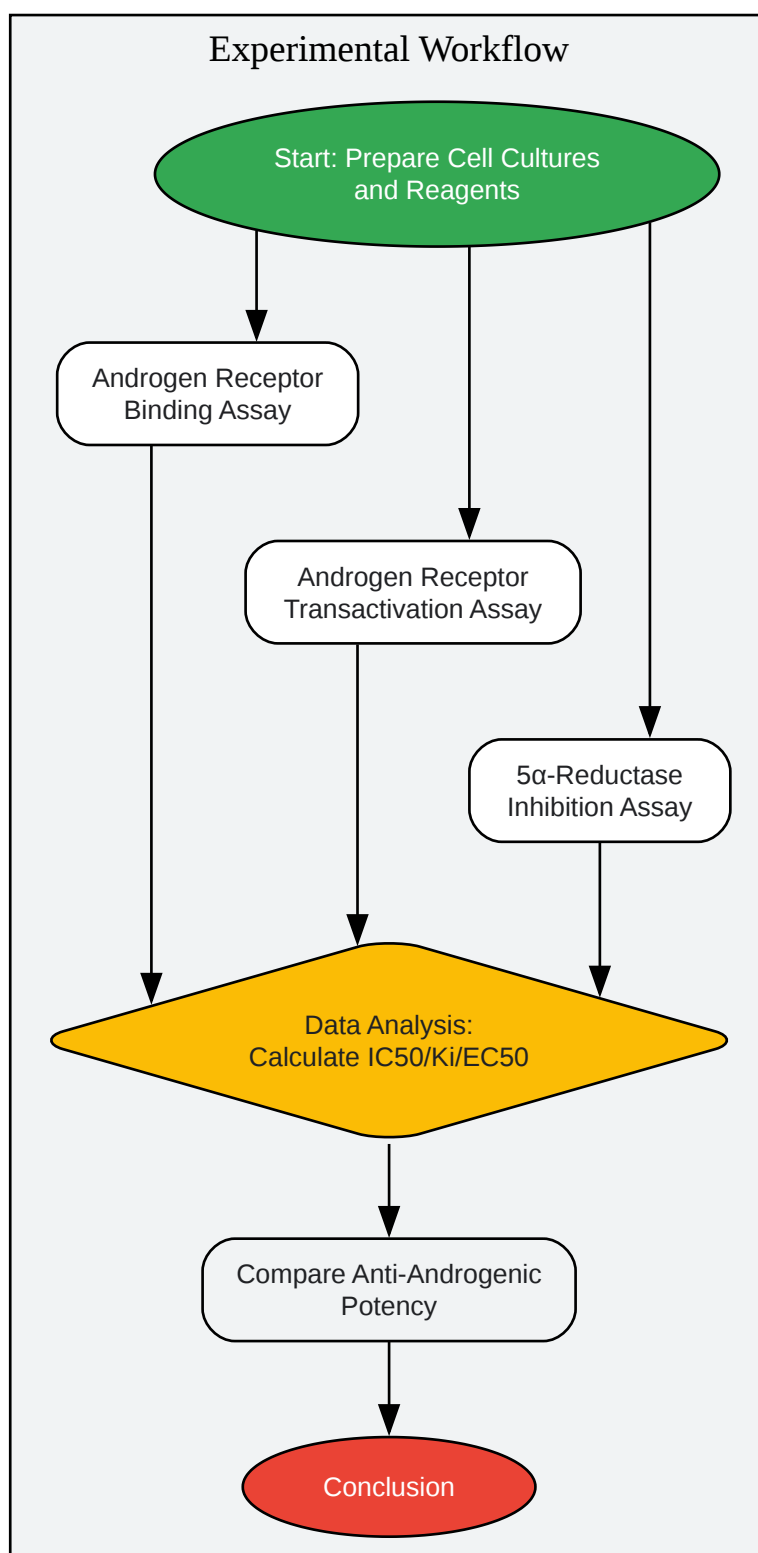 Experimental Workflow
Start: Prepare Cell Cultures
and Reagents
Androgen Receptor
Binding Assay
Androgen Receptor
Transactivation Assay
5α-Reductase
Inhibition Assay
Data Analysis:
Calculate IC50/Ki/EC50
Compare Anti-Androgenic
Potency
Conclusion